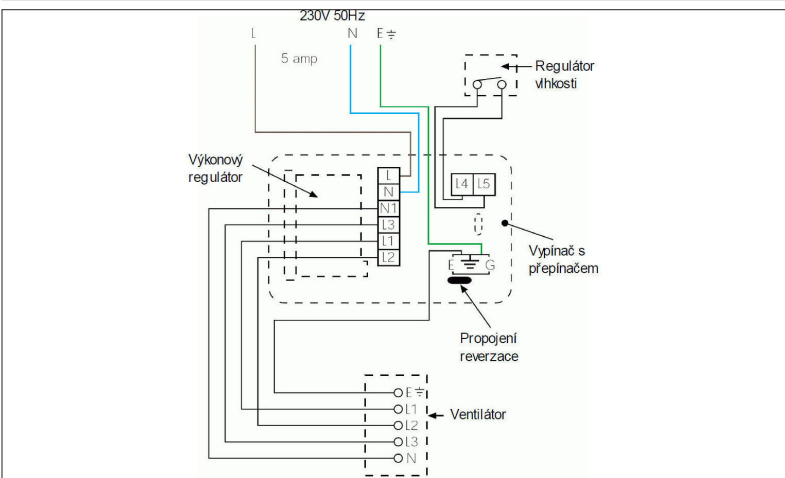 230V 50Hz
L
N
E
5 amp
Regulátor
vlhkosti
Výkonový
regulátor
L
N
N1
L3
L1
L2
L4 L5
Vypínač s
přepínačem
E G
Propojení
reverzace
E
L1
L2
L3
N
Ventilátor